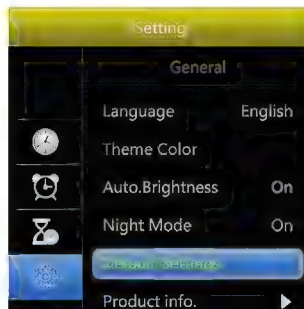 Setting
General
Language English
Theme Color
Auto.Brightness On
Night Mode On
Product info.